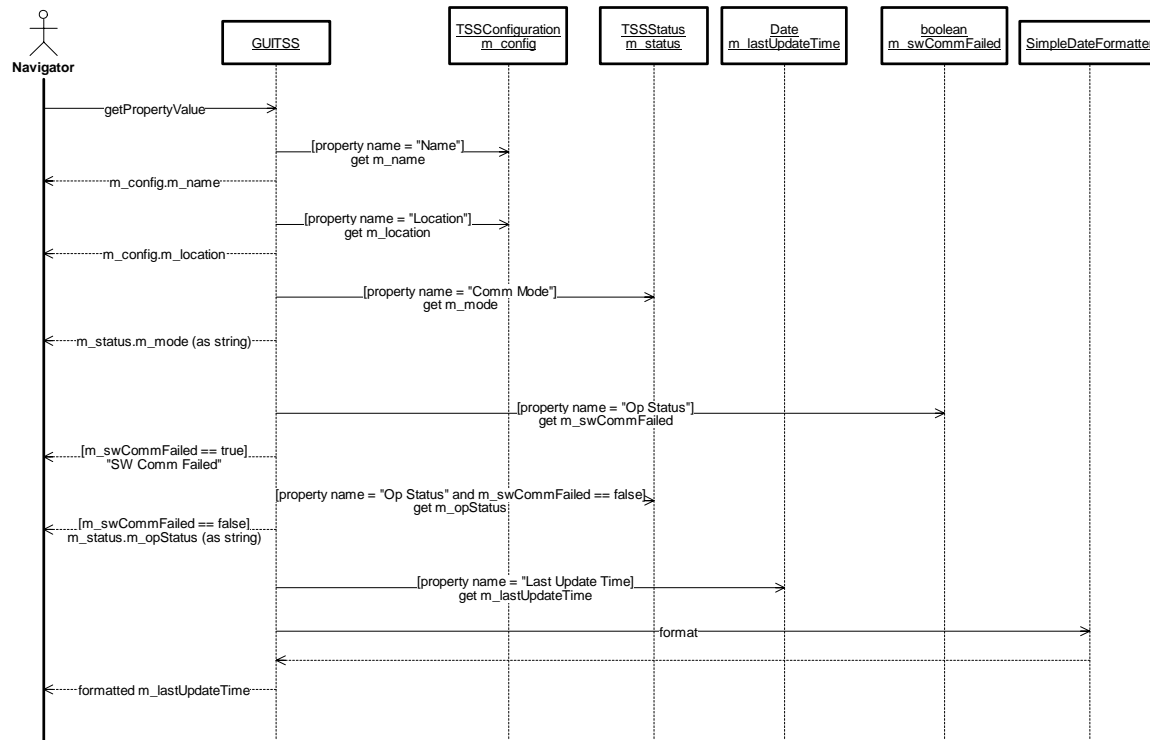 TSSConfiguration
m_config
TSSStatus
m_status
Date
m_lastUpdateTime
boolean
m_swCommFailed
GUITSS
SimpleDateFormatter
Navigator
getPropertyValue
[property name = "Name"]
get m_name
m_config.m_name
[property name = "Location"]
get m_location
m_config.m_location
[property name = "Comm Mode"]
get m_mode
m_status.m_mode (as string)
[property name = "Op Status"]
get m_swCommFailed
[m_swCommFailed == true]
"SW Comm Failed"
[property name = "Op Status" and m_swCommFailed == false]
get m_opStatus
[m_swCommFailed == false]
m_status.m_opStatus (as string)
[property name = "Last Update Time]
get m_lastUpdateTime
format
formatted m_lastUpdateTime